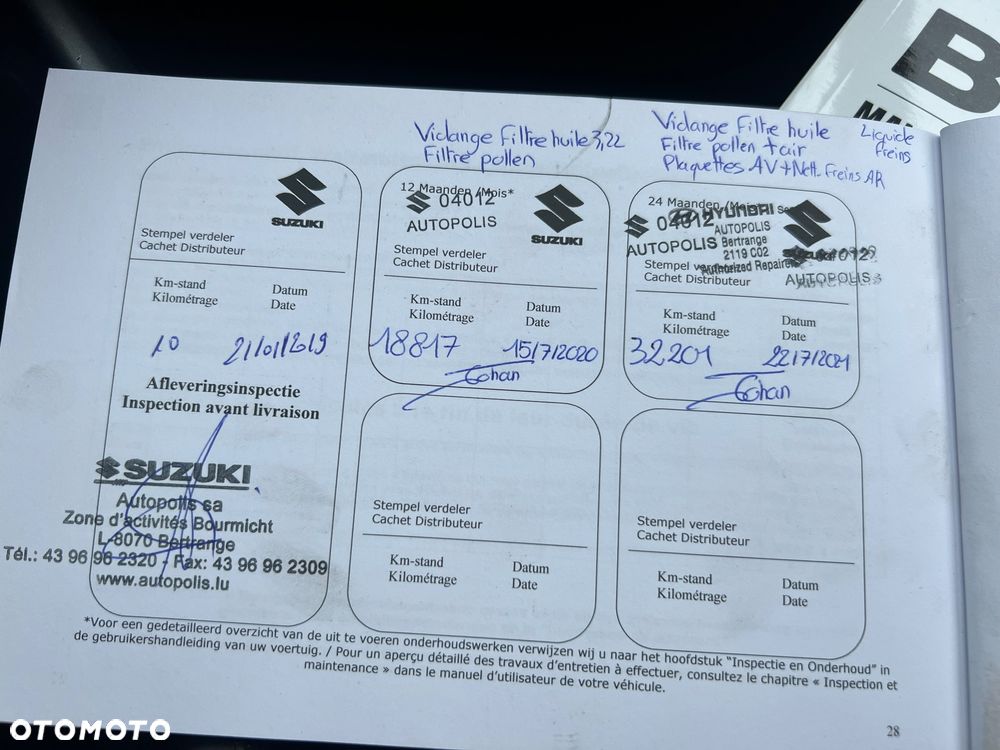 B
Vidange Filtre huile 3,22
Filtre pollen
Vidange Filtre huile
Filtre pollen + air
Plaquettes AV + Nett. Freins AR
Liquide
Freins
SUZUKI
Stempel verdeler
Cachet Distributeur
Km-stand
Kilométrage
Datum
Date
10
21/01/2019
Afleveringsinspectie
Inspection avant livraison
SUZUKI
Autopolis sa
Zone d'activités Bourmicht
L-8070 Bertrange
Tél.: 43 96 96 2320 - Fax: 43 96 96 2309
www.autopolis.lu
12 Maanden (Mois*
04012
AUTOPOLIS
SUZUKI
Stempel verdeler
Cachet Distributeur
Km-stand
Kilométrage
Datum
Date
18817
15/7/2020
24 Maanden
04012
AUTOPOLIS
HYUNDAI
AUTOPOLIS
Bertrange
2119 C02
Authorized Repairer
SUZUKI
AUTOPOLIS
Stempel
Cachet Distributeur
Km-stand
Kilométrage
Datum
Date
32201
22/7/2021
Stempel verdeler
Cachet Distributeur
Km-stand
Kilométrage
Datum
Date
Stempel verdeler
Cachet Distributeur
Km-stand
Kilométrage
Datum
Date
*Voor een gedetailleerd overzicht van de uit te voeren onderhoudswerken verwijzen wij u naar het hoofdstuk "Inspectie en Onderhoud" in
de gebruikershandleiding van uw voertuig. / Pour un aperçu détaillé des travaux d'entretien à effectuer, consultez le chapitre « Inspection et
maintenance » dans le manuel d'utilisateur de votre véhicule.
28
OTOMOTO